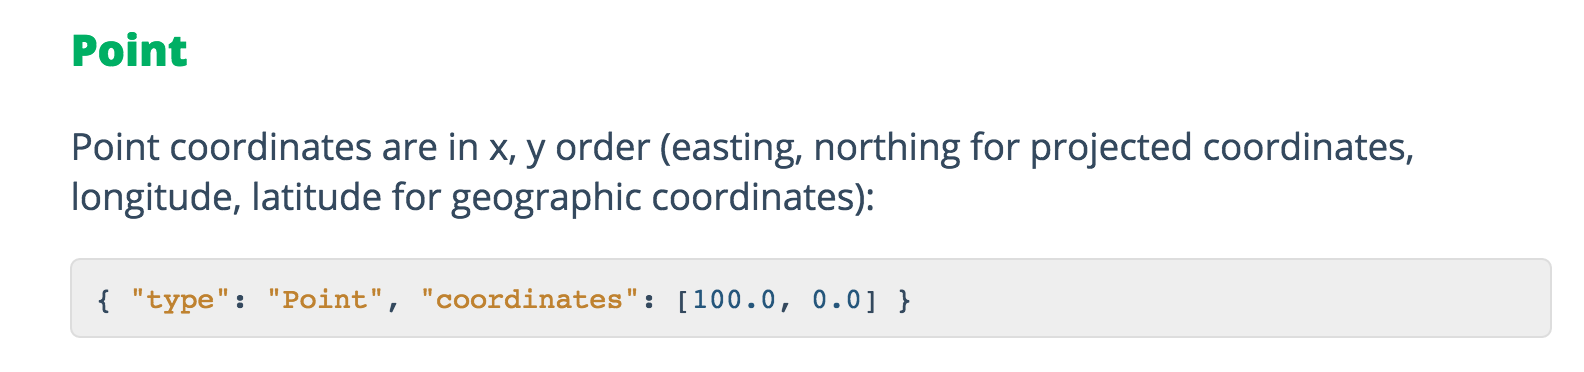 Point
Point coordinates are in x, y order (easting, northing for projected coordinates,
longitude, latitude for geographic coordinates):
{ "type": "Point", "coordinates": [100.0, 0.0] }